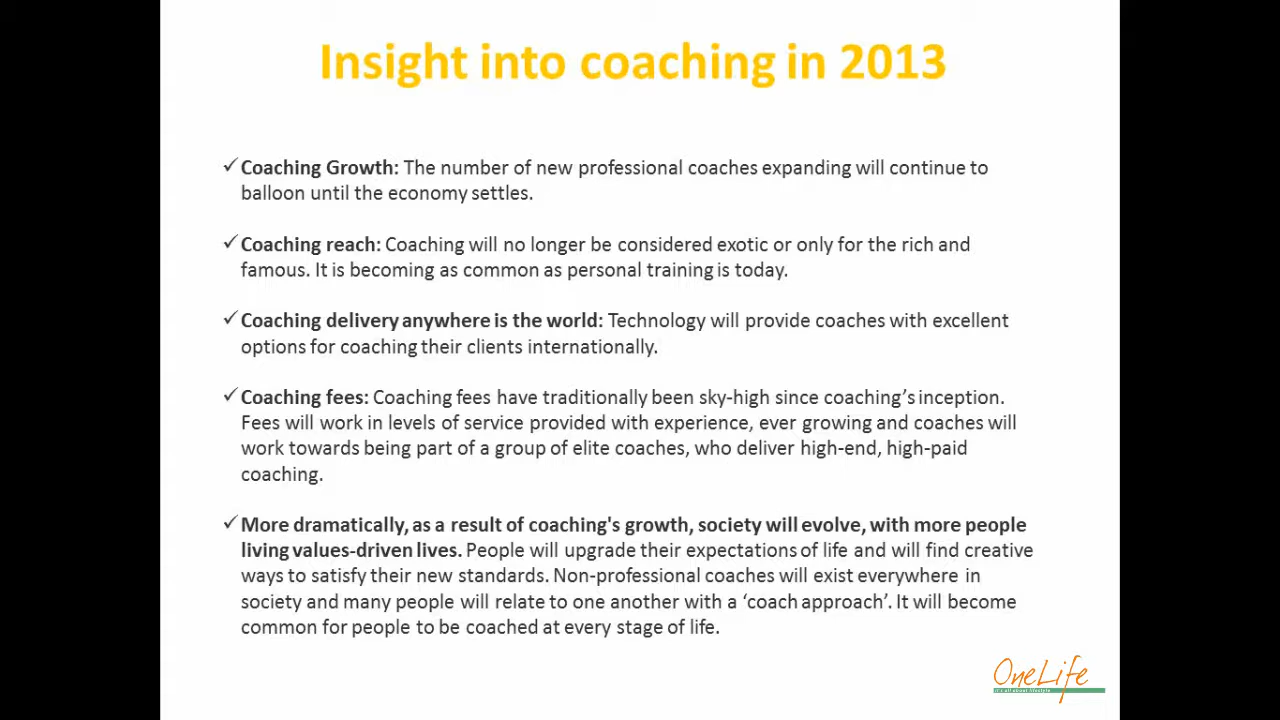 Insight into coaching in 2013
✓Coaching Growth: The number of new professional coaches expanding will continue to
balloon until the economy settles.
✓Coaching reach: Coaching will no longer be considered exotic or only for the rich and
famous. It is becoming as common as personal training is today.
✓Coaching delivery anywhere is the world: Technology will provide coaches with excellent
options for coaching their clients internationally.
✓Coaching fees: Coaching fees have traditionally been sky-high since coaching’s inception.
Fees will work in levels of service provided with experience, ever growing and coaches will
work towards being part of a group of elite coaches, who deliver high-end, high-paid
coaching.
✓More dramatically, as a result of coaching's growth, society will evolve, with more people
living values-driven lives. People will upgrade their expectations of life and will find creative
ways to satisfy their new standards. Non-professional coaches will exist everywhere in
society and many people will relate to one another with a ‘coach approach’. It will become
common for people to be coached at every stage of life.
OneLife
it's all about lifestyle